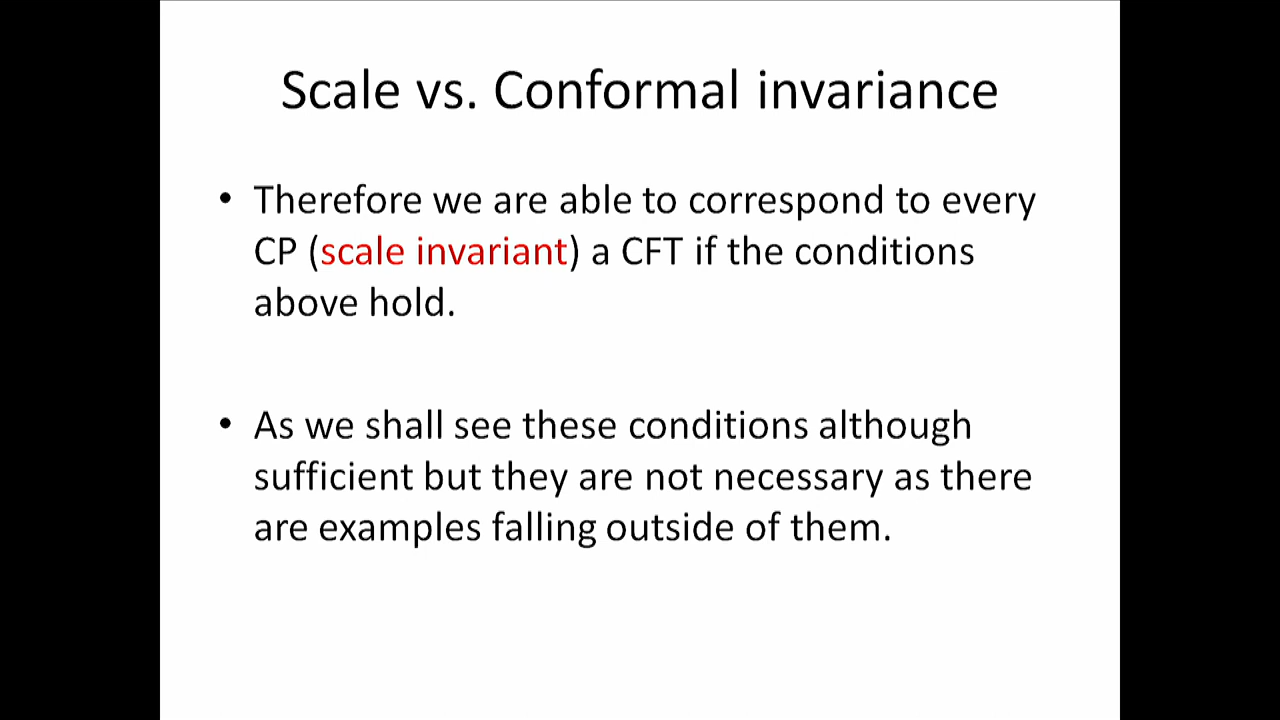 Scale vs. Conformal invariance
• Therefore we are able to correspond to every
CP (scale invariant) a CFT if the conditions
above hold.
• As we shall see these conditions although
sufficient but they are not necessary as there
are examples falling outside of them.